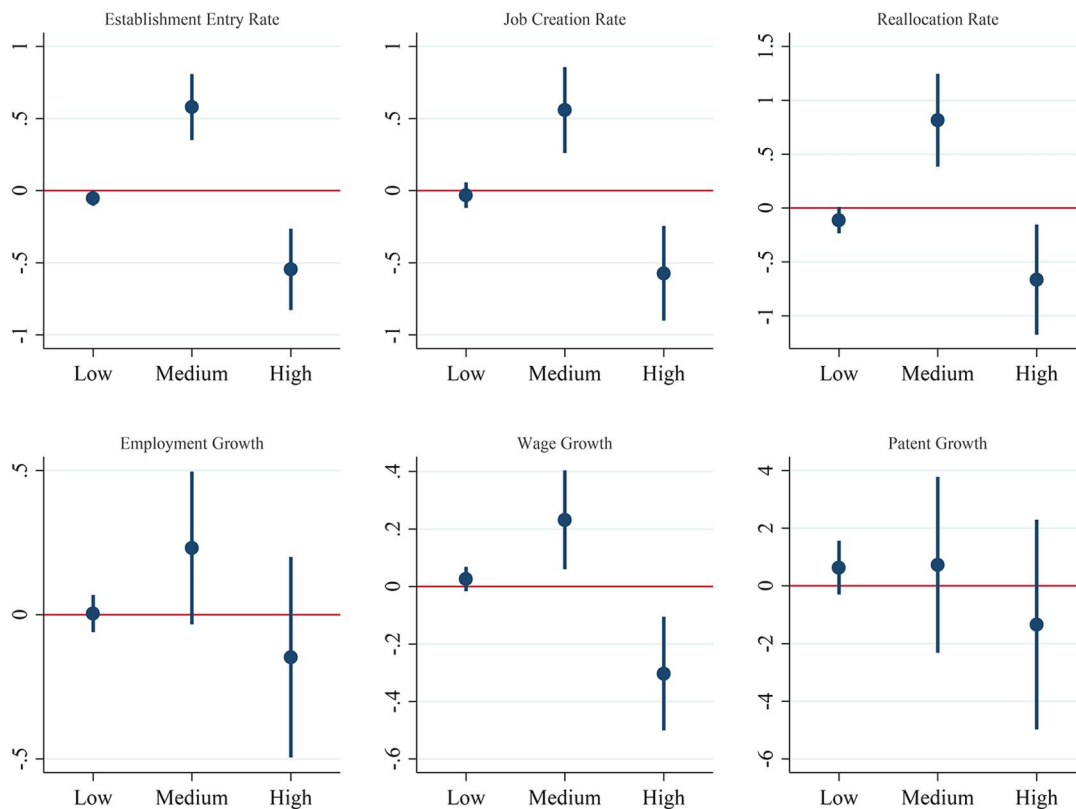 Establishment Entry Rate
1
.5
0
-.5
-1
Low Medium High
Job Creation Rate
1
.5
0
-.5
-1
Low Medium High
Reallocation Rate
1.5
1
.5
0
-.5
-1
Low Medium High
Employment Growth
.5
0
-.5
Low Medium High
Wage Growth
.4
.2
0
-.2
-.4
-.6
Low Medium High
Patent Growth
4
2
0
-2
-4
-6
Low Medium High